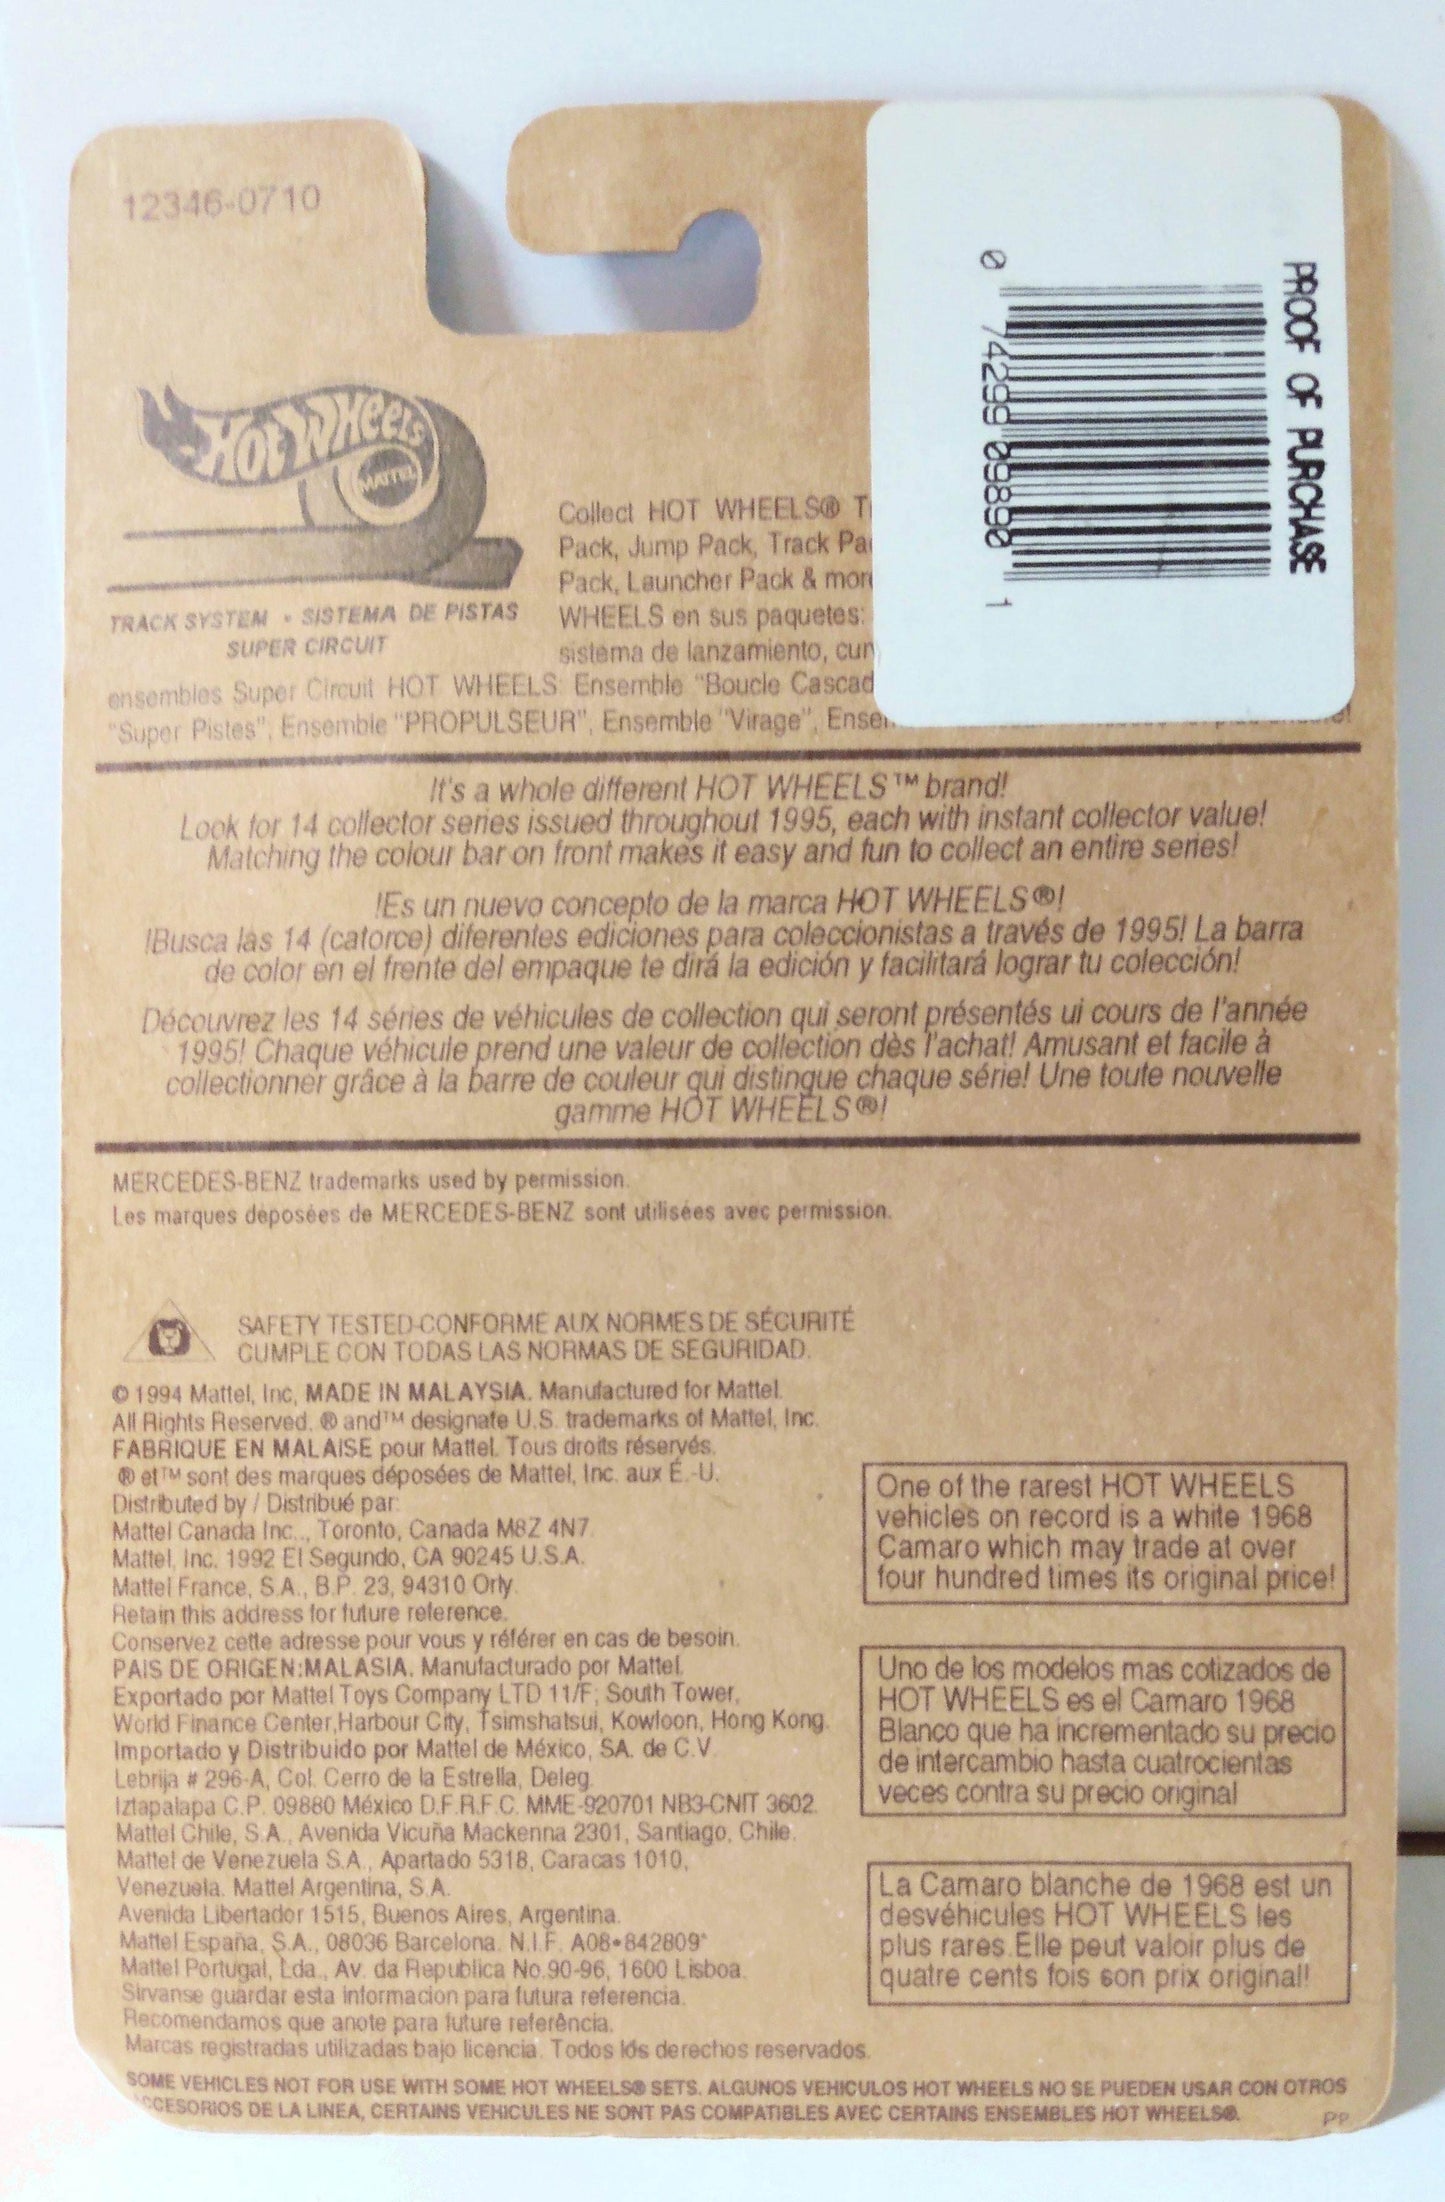 12346-0710
PROOF OF PURCHASE
0 74299 09890 1
HOT WHEELS
MATTEL
TRACK SYSTEM • SISTEMA DE PISTAS
SUPER CIRCUIT
Collect HOT WHEELS®
Pack, Jump Pack, Track
Pack, Launcher Pack & 
WHEELS en sus paquetes:
sistema de lanzamiento,
ensembles Super Circuit HOT WHEELS: Ensemble "Boucle
"Super Pistes", Ensemble "PROPULSEUR", Ensemble "Virage",
It's a whole different HOT WHEELS™ brand!
Look for 14 collector series issued throughout 1995, each with instant collector value!
Matching the colour bar on front makes it easy and fun to collect an entire series!
!Es un nuevo concepto de la marca HOT WHEELS®!
!Busca las 14 (catorce) diferentes ediciones para coleccionistas a través de 1995! La barra
de color en el frente del empaque te dirá la edición y facilitará lograr tu colección!
Découvrez les 14 séries de véhicules de collection qui seront présentés ui cours de l'année
1995! Chaque véhicule prend une valeur de collection dès l'achat! Amusant et facile à
collectionner grâce à la barre de couleur qui distingue chaque série! Une toute nouvelle
gamme HOT WHEELS®!
MERCEDES-BENZ trademarks used by permission.
Les marques deposées de MERCEDES-BENZ sont utilisées avec permission.
SAFETY TESTED-CONFORME AUX NORMES DE SÉCURITÉ
CUMPLE CON TODAS LAS NORMAS DE SEGURIDAD.
© 1994 Mattel, Inc, MADE IN MALAYSIA. Manufactured for Mattel.
All Rights Reserved. ® and™ designate U.S. trademarks of Mattel, Inc.
FABRIQUE EN MALAISE pour Mattel. Tous droits réservés.
® et™ sont des marques déposées de Mattel, Inc. aux É.-U.
Distributed by / Distribué par:
Mattel Canada Inc.., Toronto, Canada M8Z 4N7
Mattel, Inc. 1992 El Segundo, CA 90245 U.S.A.
Mattel France, S.A., B.P. 23, 94310 Orly.
Retain this address for future reference.
Conservez cette adresse pour vous y référer en cas de besoin.
PAIS DE ORIGEN:MALASIA. Manufacturado por Mattel.
Exportado por Mattel Toys Company LTD 11/F, South Tower,
World Finance Center,Harbour City, Tsimshatsui, Kowloon, Hong Kong.
Importado y Distribuido por Mattel de México, SA. de C.V.
Lebrija # 296-A, Col. Cerro de la Estrella, Deleg.
Iztapalapa C.P. 09880 México D.F.R.F.C. MME-920701 NB3-CNIT 3602.
Mattel Chile, S.A., Avenida Vicuña Mackenna 2301, Santiago, Chile.
Mattel de Venezuela S.A., Apartado 5318, Caracas 1010,
Venezuela. Mattel Argentina, S.A.
Avenida Libertador 1515, Buenos Aires, Argentina.
Mattel España, S.A., 08036 Barcelona. N.I.F. A08•842809"
Mattel Portugal, Lda., Av. da Republica No.90-96, 1600 Lisboa.
Sirvanse guardar esta informacion para futura referencia.
Recomendamos que anote para future referência.
Marcas registradas utilizadas bajo licencia. Todos lós derechos reservados.
One of the rarest HOT WHEELS
vehicles on record is a white 1968
Camaro which may trade at over
four hundred times its original price!
Uno de los modelos mas cotizados de
HOT WHEELS es el Camaro 1968
Blanco que ha incrementado su precio
de intercambio hasta cuatrocientas
veces contra su precio original
La Camaro blanche de 1968 est un
desvéhicules HOT WHEELS les
plus rares.Elle peut valoir plus de
quatre cents fois son prix original!
SOME VEHICLES NOT FOR USE WITH SOME HOT WHEELS® SETS. ALGUNOS VEHICULOS HOT WHEELS NO SE PUEDEN USAR CON OTROS
ACCESORIOS DE LA LINEA, CERTAINS VEHICULES NE SONT PAS COMPATIBLES AVEC CERTAINS ENSEMBLES HOT WHEELS®.
PP